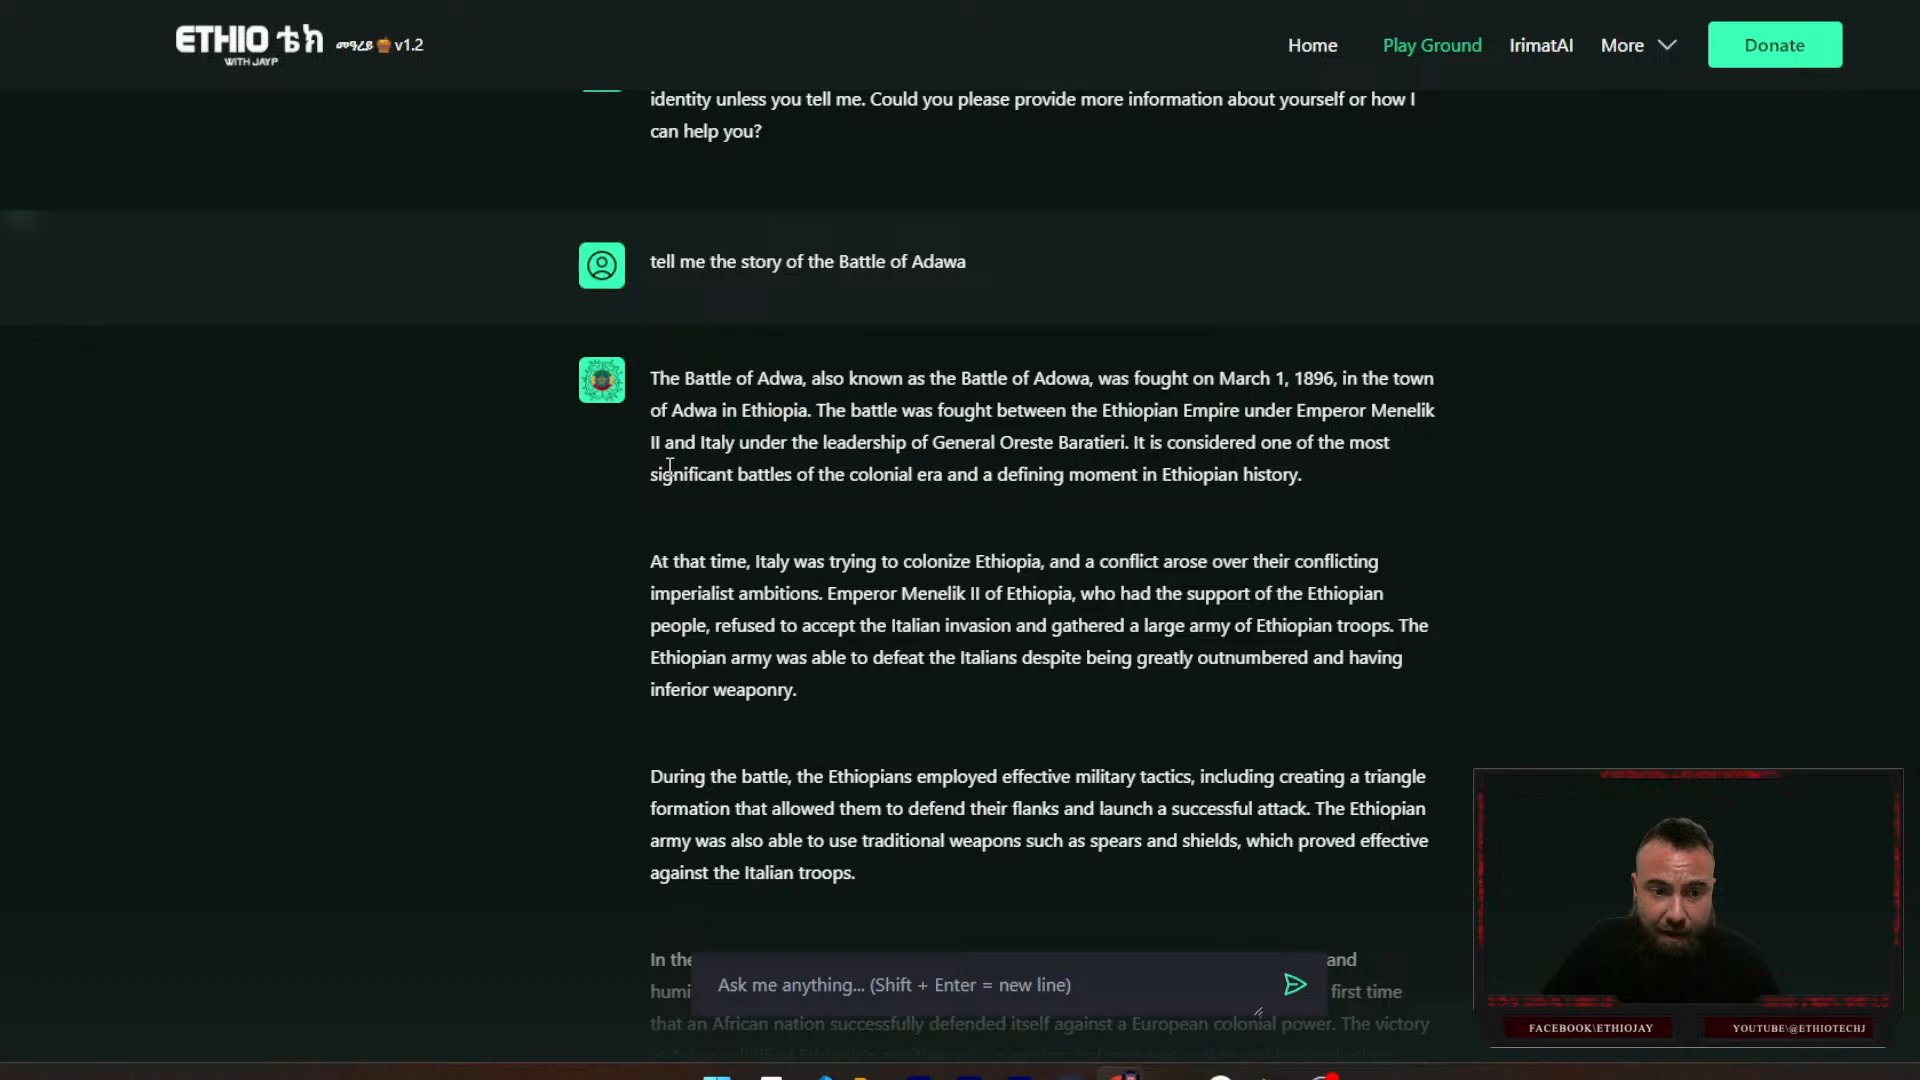 ETHIO ቴክ
WITH JAYP
መዓረይ v1.2
Home
Play Ground
IrimatAI
More
Donate
identity unless you tell me. Could you please provide more information about yourself or how I
can help you?
tell me the story of the Battle of Adawa
The Battle of Adwa, also known as the Battle of Adowa, was fought on March 1, 1896, in the town
of Adwa in Ethiopia. The battle was fought between the Ethiopian Empire under Emperor Menelik
II and Italy under the leadership of General Oreste Baratieri. It is considered one of the most
significant battles of the colonial era and a defining moment in Ethiopian history.
At that time, Italy was trying to colonize Ethiopia, and a conflict arose over their conflicting
imperialist ambitions. Emperor Menelik II of Ethiopia, who had the support of the Ethiopian
people, refused to accept the Italian invasion and gathered a large army of Ethiopian troops. The
Ethiopian army was able to defeat the Italians despite being greatly outnumbered and having
inferior weaponry.
During the battle, the Ethiopians employed effective military tactics, including creating a triangle
formation that allowed them to defend their flanks and launch a successful attack. The Ethiopian
army was also able to use traditional weapons such as spears and shields, which proved effective
against the Italian troops.
In the and
humi first time
Ask me anything... (Shift + Enter = new line)
that an African nation successfully defended itself against a European colonial power. The victory
FACEBOOK\ETHIOJAY
YOUTUBE\@ETHIOTECHJ